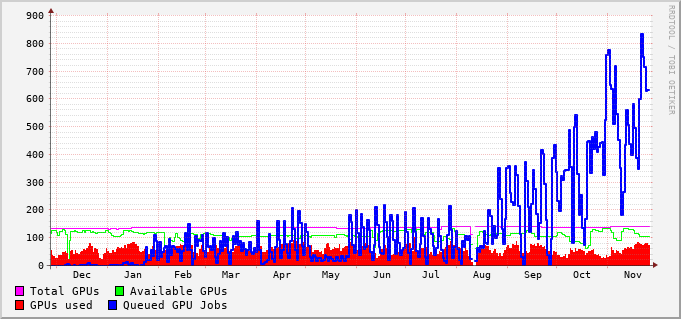 900
800
700
600
500
400
300
200
100
0
Dec Jan Feb Mar Apr May Jun Jul Aug Sep Oct Nov
Total GPUs Available GPUs
GPUs used Queued GPU Jobs
RRDTOOL / TOBI OETIKER